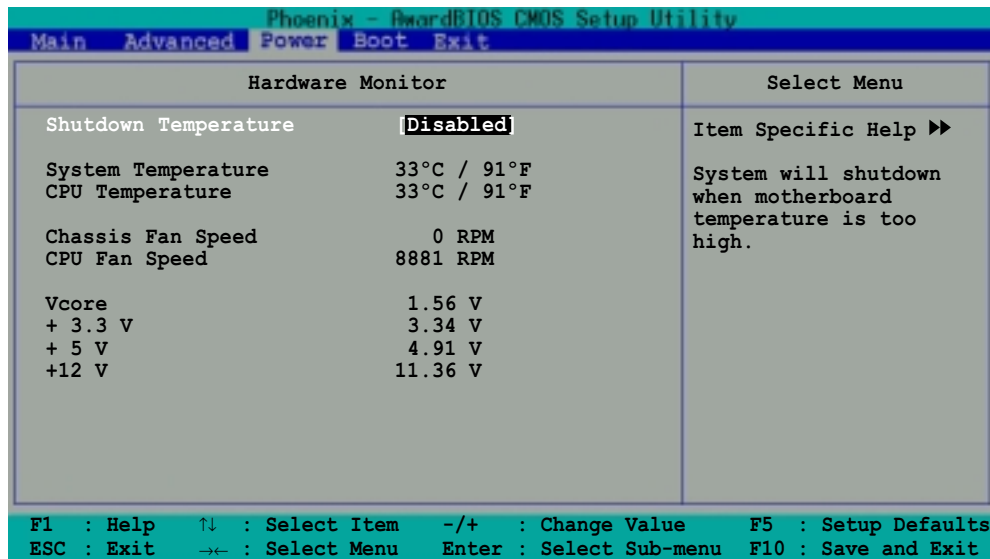 Phoenix - AwardBIOS CMOS Setup Utility
Main Advanced Power Boot Exit
Hardware Monitor
Select Menu
Shutdown Temperature [Disabled]
Item Specific Help ▶▶
System Temperature 33°C / 91°F
CPU Temperature 33°C / 91°F
System will shutdown
when motherboard
temperature is too
high.
Chassis Fan Speed 0 RPM
CPU Fan Speed 8881 RPM
Vcore 1.56 V
+ 3.3 V 3.34 V
+ 5 V 4.91 V
+12 V 11.36 V
F1 : Help ↑↓ : Select Item -/+ : Change Value F5 : Setup Defaults
ESC : Exit →← : Select Menu Enter : Select Sub-menu F10 : Save and Exit